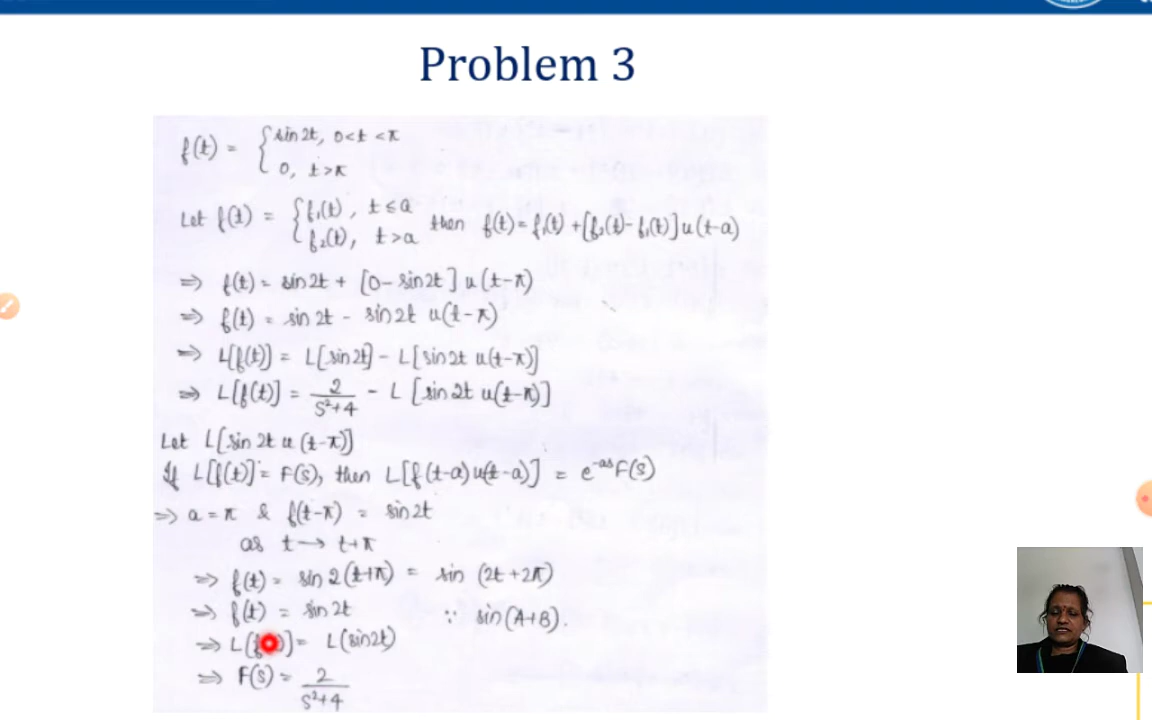 Problem 3
f(t) = { sin 2t, 0<t<π
0, t>π
Let f(t) = { f₁(t), t≤a
f₂(t), t>a then f(t) = f₁(t) + [f₂(t) - f₁(t)] u(t-a)
⇒ f(t) = sin 2t + [0 - sin 2t] u(t-π)
⇒ f(t) = sin 2t - sin 2t u(t-π)
⇒ L[f(t)] = L[sin 2t] - L[sin 2t u(t-π)]
⇒ L[f(t)] = 2/(S²+4) - L [sin 2t u(t-π)]
Let L[sin 2t u (t-π)]
If L[f(t)] = F(s), then L[f(t-a) u(t-a)] = e^-as F(s)
⇒ a = π & f(t-π) = sin 2t
as t → t+π
⇒ f(t) = sin 2(t+π) = sin (2t+2π)
⇒ f(t) = sin 2t ∵ sin(A+B).
⇒ L[f ]= L(sin 2t)
⇒ F(s) = 2/(S²+4)